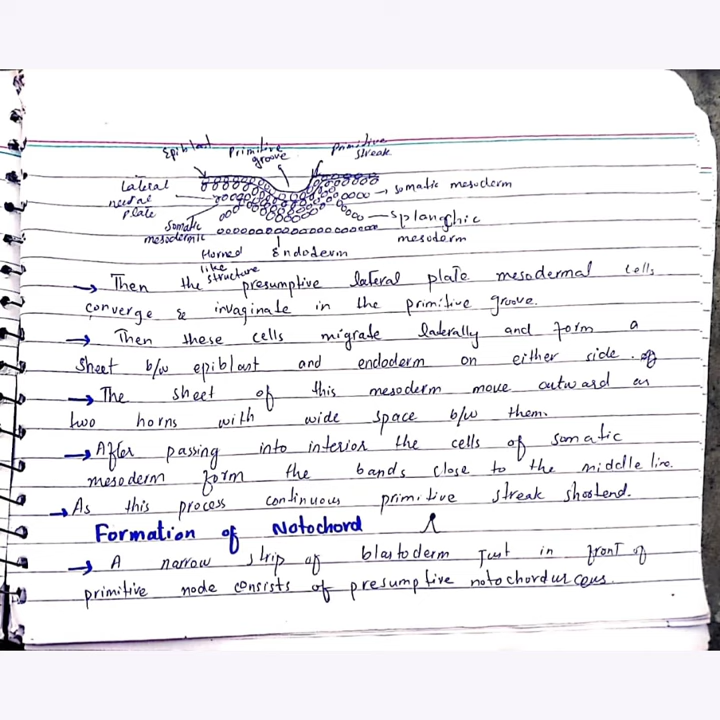 Epiblast Primitive groove Primitive streak
Lateral neural plate
somatic mesoderm
Somatic mesodermic
Splanghic mesoderm
Horned like structure
Endoderm
→ Then the presumptive lateral plate mesodermal cells
converge & invaginate in the primitive groove.
→ Then these cells migrate laterally and form a
sheet b/w epiblast and endoderm on either side of
→ The sheet of this mesoderm move outward as
two horns with wide space b/w them.
→ After passing into interior the cells of somatic
mesoderm form the bands close to the middle line.
→ As this process continuous primitive streak shortend.
Formation of Notochord
→ A narrow strip of blastoderm Just in front of
primitive node consists of presumptive